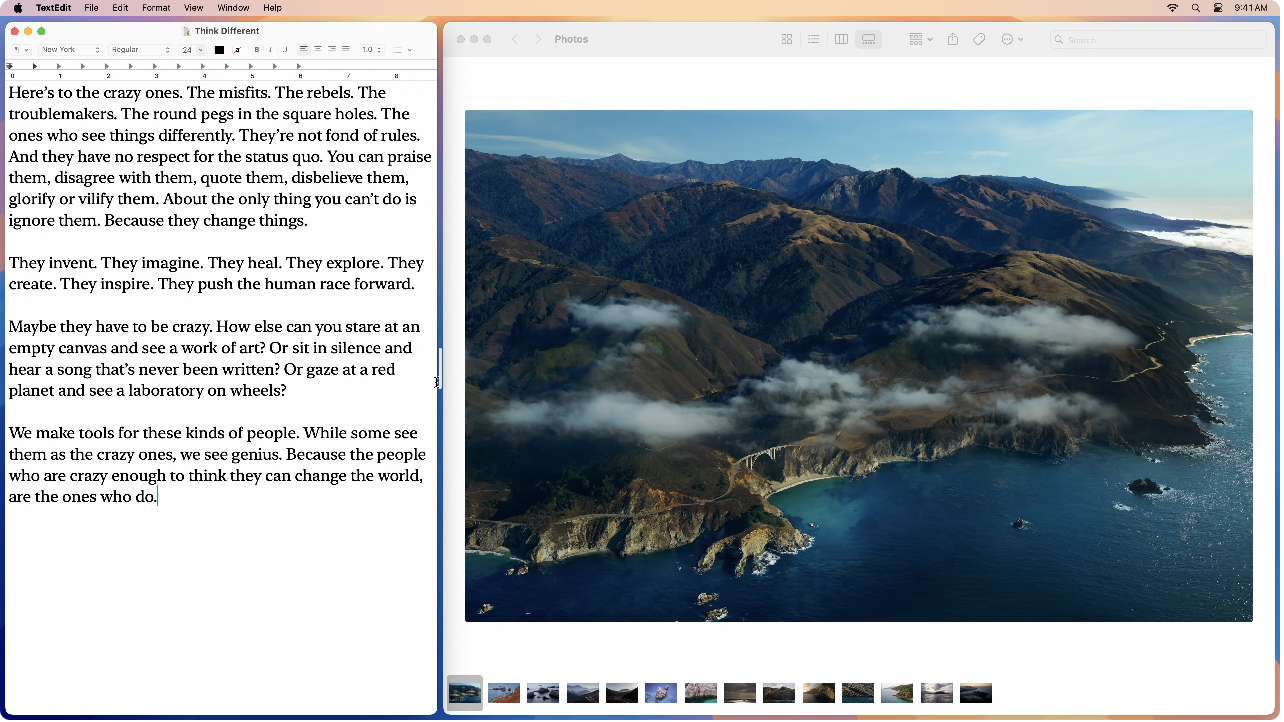 TextEdit File Edit Format View Window Help 9:41 AM
Think Different
New York Regular 24 B I U 1.0
0 1 2 3 4 5 6 7 8
Here’s to the crazy ones. The misfits. The rebels. The
troublemakers. The round pegs in the square holes. The
ones who see things differently. They’re not fond of rules.
And they have no respect for the status quo. You can praise
them, disagree with them, quote them, disbelieve them,
glorify or vilify them. About the only thing you can’t do is
ignore them. Because they change things.
They invent. They imagine. They heal. They explore. They
create. They inspire. They push the human race forward.
Maybe they have to be crazy. How else can you stare at an
empty canvas and see a work of art? Or sit in silence and
hear a song that’s never been written? Or gaze at a red
planet and see a laboratory on wheels?
We make tools for these kinds of people. While some see
them as the crazy ones, we see genius. Because the people
who are crazy enough to think they can change the world,
are the ones who do.
Photos
Search